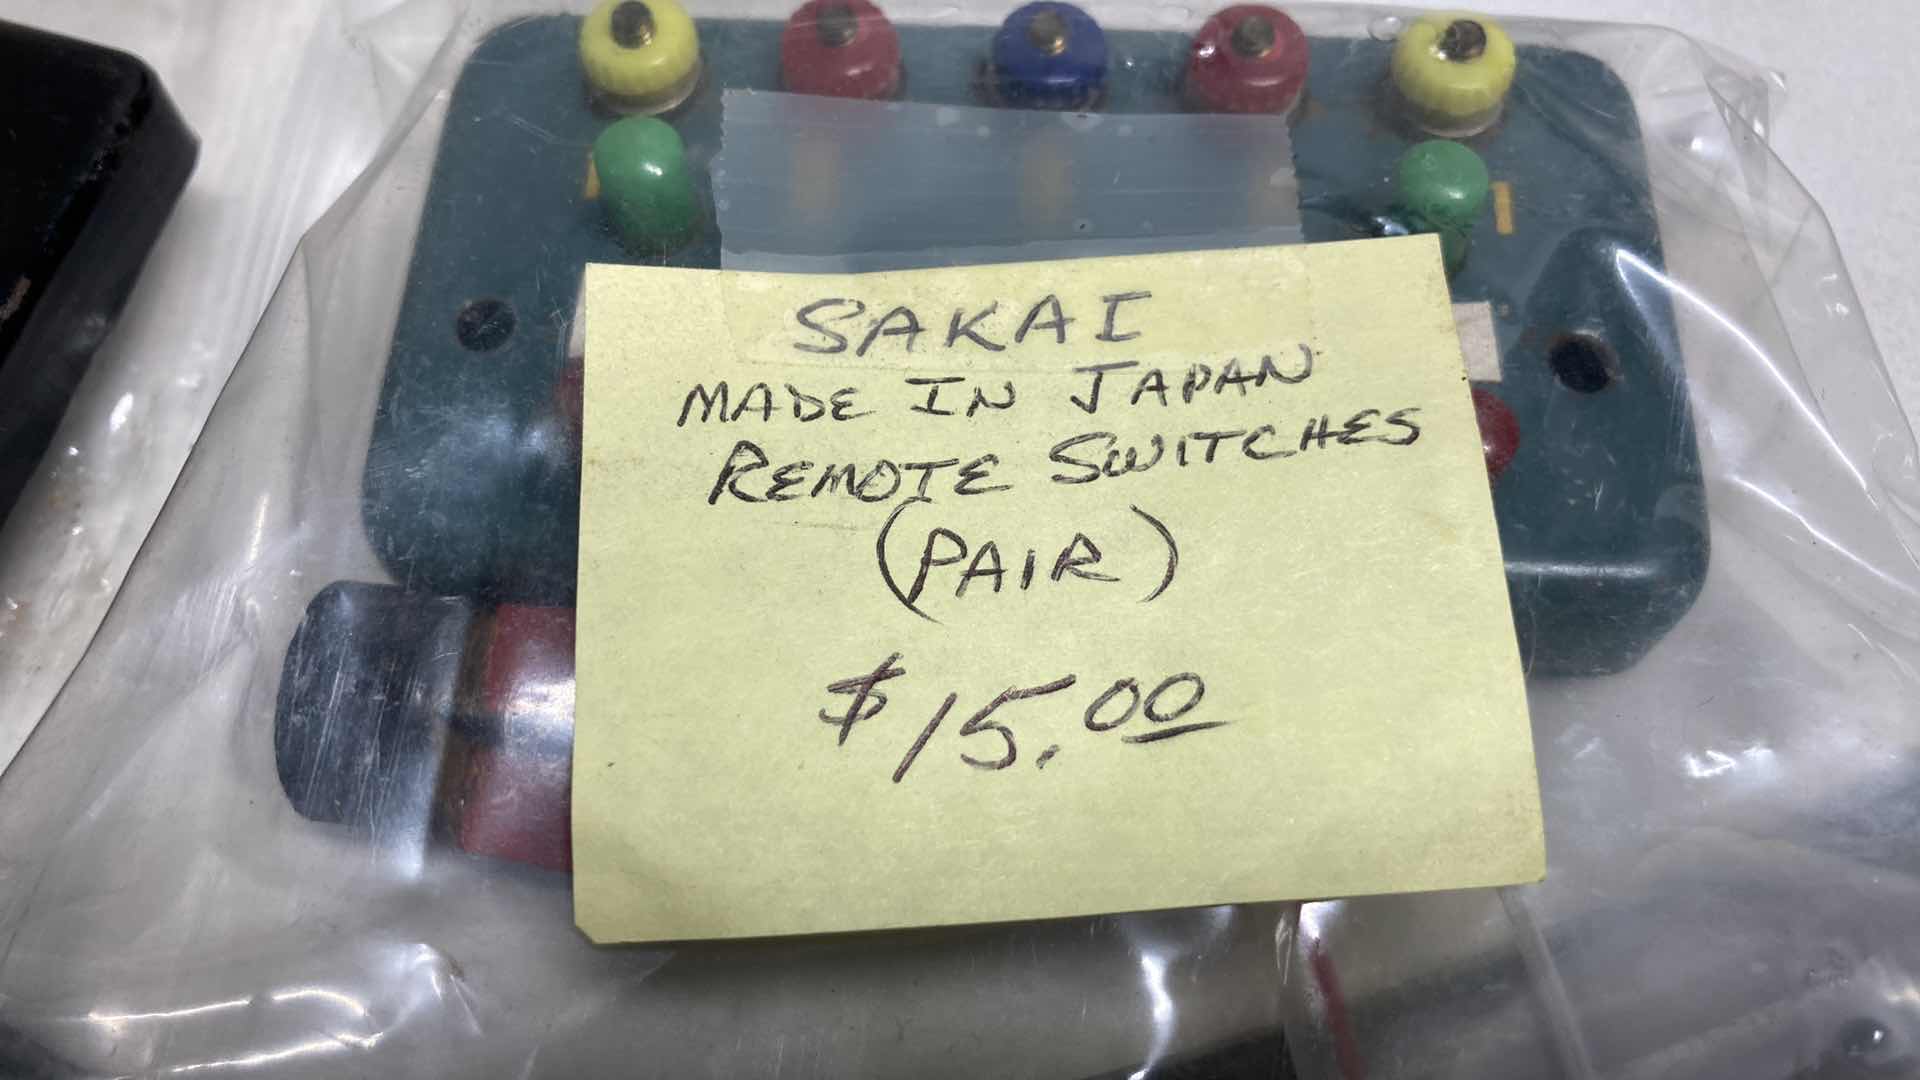 SAKAI
MADE IN JAPAN
REMOTE SWITCHES
(PAIR)
$15.00